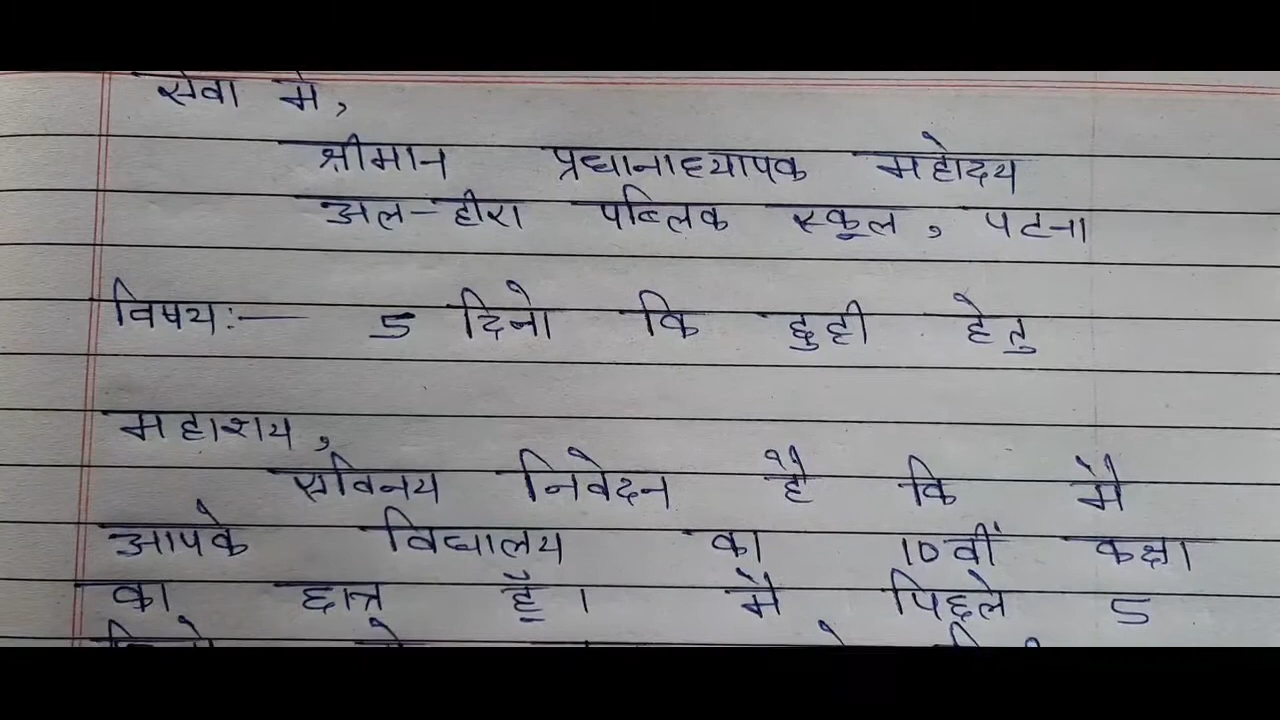 सेवा में,
श्रीमान प्रधानाध्यापक महोदय
अल-हीरा पब्लिक स्कूल, पटना
विषय:— 5 दिनो कि छुट्टी हेतु
महाशय,
सविनय निवेदन है कि मैं
आपके विद्यालय का 10वीं कक्षा
का छात्र हूँ। मैं पिछले 5